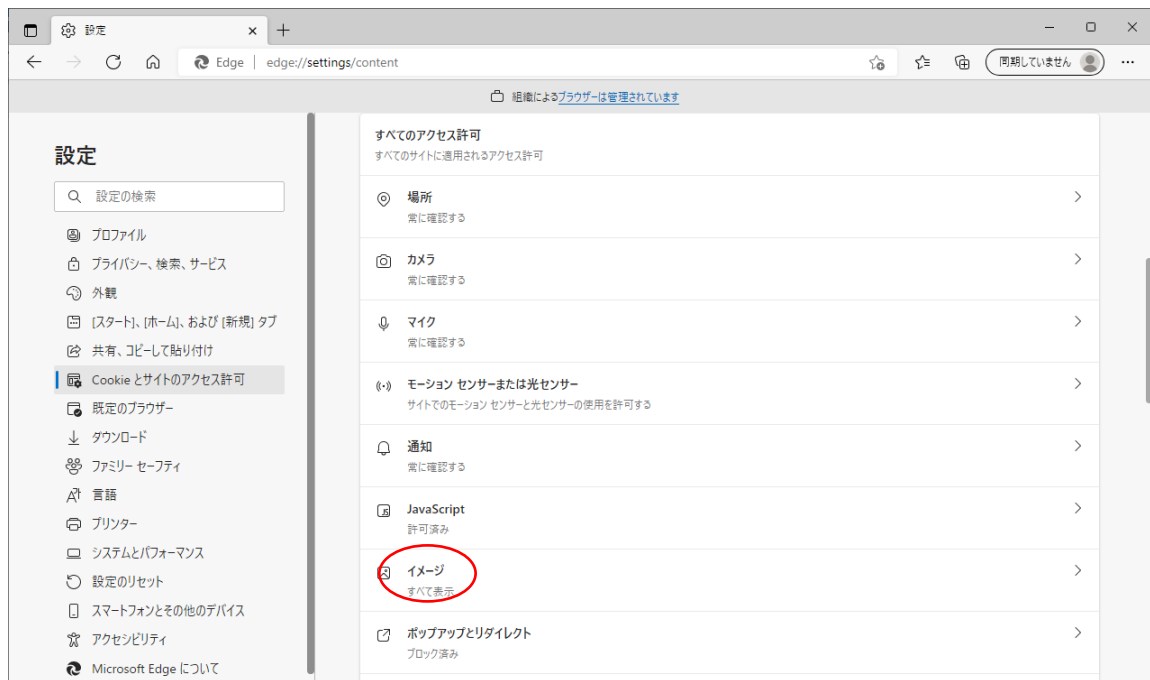 設定
Edge edge://settings/content
同期していません
組織によるブラウザーは管理されています
設定
設定の検索
プロファイル
プライバシー、検索、サービス
外観
[スタート]、[ホーム]、および [新規] タブ
共有、コピーして貼り付け
Cookie とサイトのアクセス許可
既定のブラウザー
ダウンロード
ファミリー セーフティ
言語
プリンター
システムとパフォーマンス
設定のリセット
スマートフォンとその他のデバイス
アクセシビリティ
Microsoft Edge について
すべてのアクセス許可
すべてのサイトに適用されるアクセス許可
場所
常に確認する
カメラ
常に確認する
マイク
常に確認する
モーション センサーまたは光センサー
サイトでのモーション センサーと光センサーの使用を許可する
通知
常に確認する
JavaScript
許可済み
イメージ
すべて表示
ポップアップとリダイレクト
ブロック済み